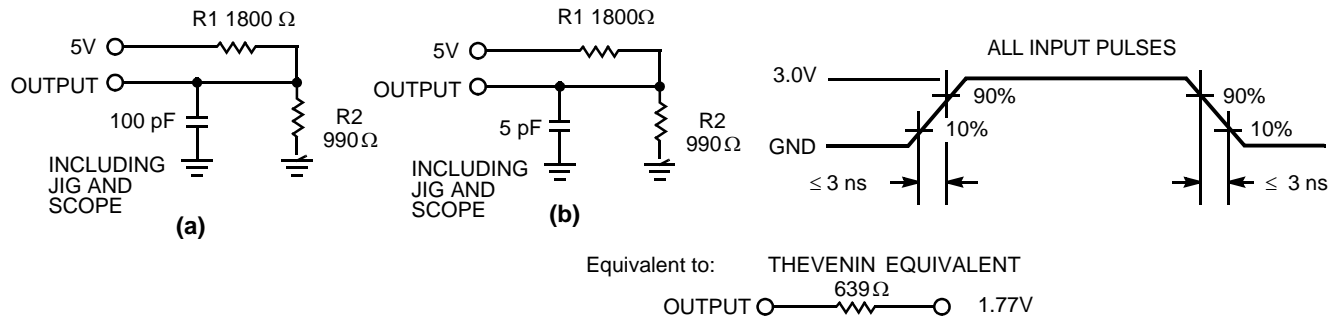 R1 1800 Ω
5V
OUTPUT
100 pF
R2
990Ω
INCLUDING
JIG AND
SCOPE
(a)
R1 1800Ω
5V
OUTPUT
5 pF
R2
990Ω
INCLUDING
JIG AND
SCOPE
(b)
ALL INPUT PULSES
3.0V
90%
10%
GND
≤ 3 ns
90%
10%
≤ 3 ns
Equivalent to: THEVENIN EQUIVALENT
639Ω
OUTPUT 1.77V